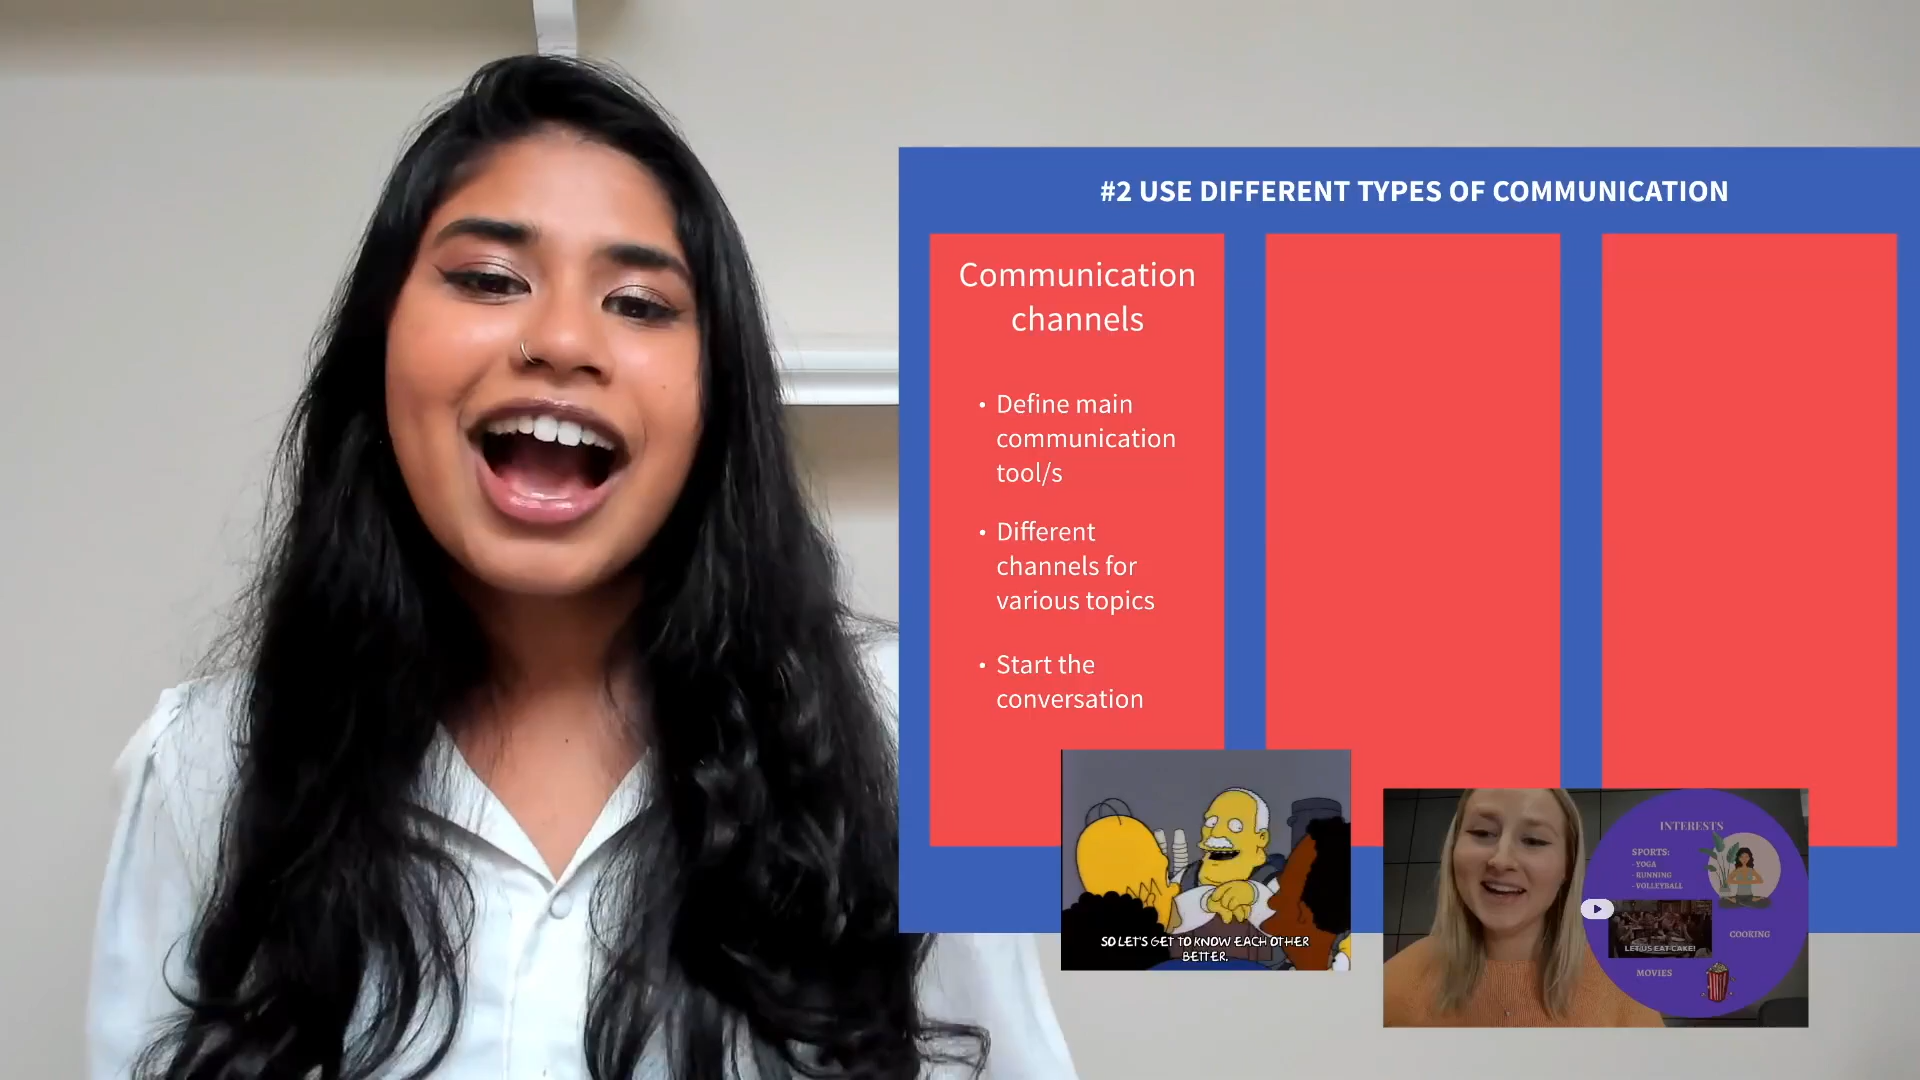 #2 USE DIFFERENT TYPES OF COMMUNICATION
Communication
channels
• Define main
communication
tool/s
• Different
channels for
various topics
• Start the
conversation
SO LET'S GET TO KNOW EACH OTHER
BETTER.
INTERESTS
SPORTS:
- YOGA
- RUNNING
- VOLLEYBALL
LET US EAT CAKE!
COOKING
MOVIES